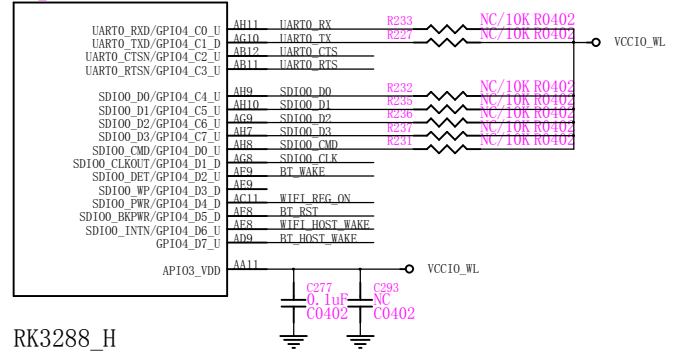 UART0_RXD/GPIO4_C0_U AH11 UART0_RX R233 NC/10K R0402
UART0_TXD/GPIO4_C1_D AG10 UART0_TX R227 NC/10K R0402
VCCIO_WL
UART0_CTSN/GPIO4_C2_U AB12 UART0_CTS
UART0_RTSN/GPIO4_C3_U AB11 UART0_RTS
SDIO0_D0/GPIO4_C4_U AH9 SDIO0_D0 R232 NC/10K R0402
SDIO0_D1/GPIO4_C5_U AH10 SDIO0_D1 R235 NC/10K R0402
SDIO0_D2/GPIO4_C6_U AG9 SDIO0_D2 R236 NC/10K R0402
SDIO0_D3/GPIO4_C7_U AH7 SDIO0_D3 R237 NC/10K R0402
SDIO0_CMD/GPIO4_D0_U AH8 SDIO0_CMD R231 NC/10K R0402
SDIO0_CLKOUT/GPIO4_D1_D AG8 SDIO0_CLK
SDIO0_DET/GPIO4_D2_U AF9 BT_WAKE
SDIO0_WP/GPIO4_D3_D AE9
SDIO0_PWR/GPIO4_D4_D AC11 WIFI_REG_ON
SDIO0_BKPWR/GPIO4_D5_D AF8 BT_RST
SDIO0_INTN/GPIO4_D6_U AE8 WIFI_HOST_WAKE
GPIO4_D7_U AD9 BT_HOST_WAKE
APIO3_VDD AA11 VCCIO_WL
C277 C293
0.1uF NC
C0402 C0402
RK3288_H